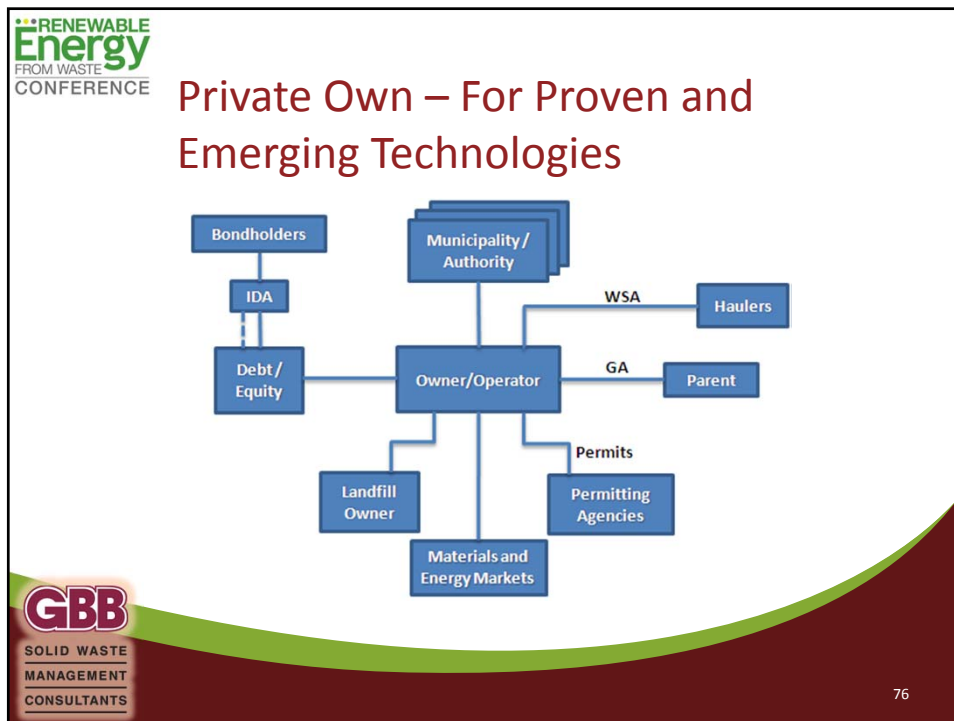 RENEWABLE
Energy
FROM WASTE
CONFERENCE
Private Own – For Proven and
Emerging Technologies
Bondholders
Municipality /
Authority
IDA
WSA
Haulers
Debt /
Equity
Owner/Operator
GA
Parent
Permits
Landfill
Owner
Permitting
Agencies
Materials and
Energy Markets
GBB
SOLID WASTE
MANAGEMENT
CONSULTANTS
76